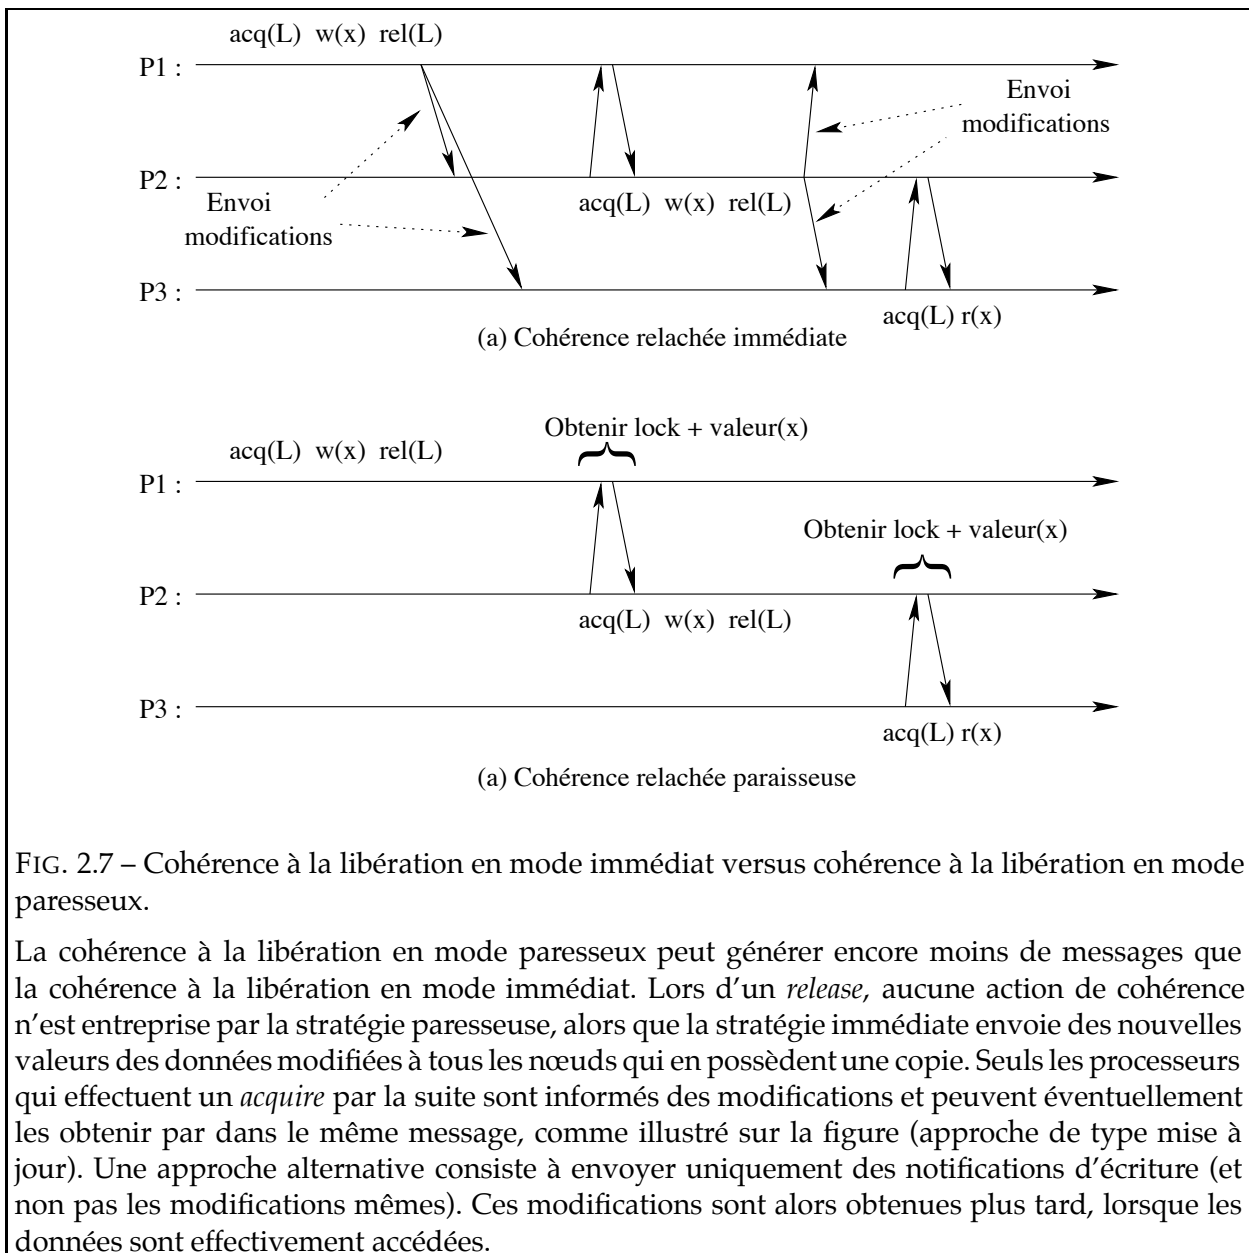 acq(L) w(x) rel(L)
P1 :
Envoi
modifications
P2 :
acq(L) w(x) rel(L)
Envoi
modifications
P3 :
acq(L) r(x)
(a) Cohérence relachée immédiate
Obtenir lock + valeur(x)
acq(L) w(x) rel(L)
P1 :
Obtenir lock + valeur(x)
P2 :
acq(L) w(x) rel(L)
P3 :
acq(L) r(x)
(a) Cohérence relachée paraisseuse
FIG. 2.7 – Cohérence à la libération en mode immédiat versus cohérence à la libération en mode
paresseux.
La cohérence à la libération en mode paresseux peut générer encore moins de messages que
la cohérence à la libération en mode immédiat. Lors d'un release, aucune action de cohérence
n'est entreprise par la stratégie paresseuse, alors que la stratégie immédiate envoie des nouvelles
valeurs des données modifiées à tous les nœuds qui en possèdent une copie. Seuls les processeurs
qui effectuent un acquire par la suite sont informés des modifications et peuvent éventuellement
les obtenir par dans le même message, comme illustré sur la figure (approche de type mise à
jour). Une approche alternative consiste à envoyer uniquement des notifications d'écriture (et
non pas les modifications mêmes). Ces modifications sont alors obtenues plus tard, lorsque les
données sont effectivement accédées.